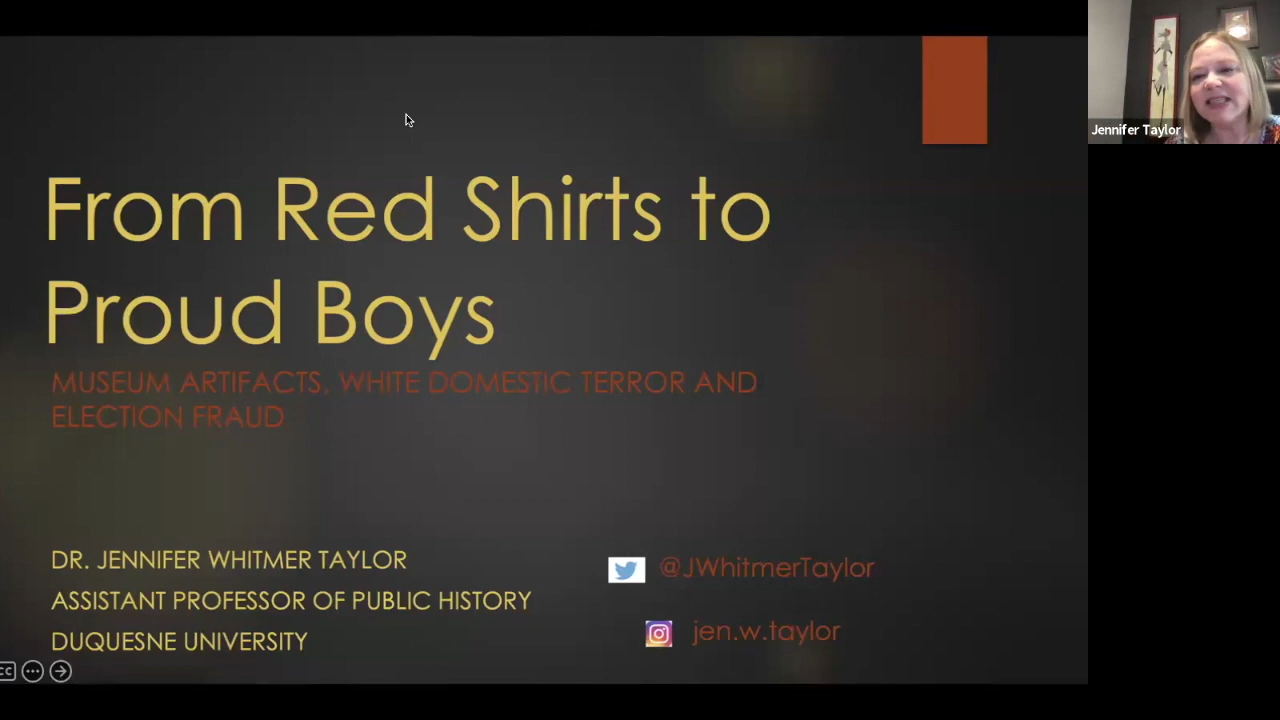 From Red Shirts to
Proud Boys
MUSEUM ARTIFACTS, WHITE DOMESTIC TERROR AND
ELECTION FRAUD
DR. JENNIFER WHITMER TAYLOR
ASSISTANT PROFESSOR OF PUBLIC HISTORY
DUQUESNE UNIVERSITY
@JWhitmerTaylor
jen.w.taylor
CC
Jennifer Taylor